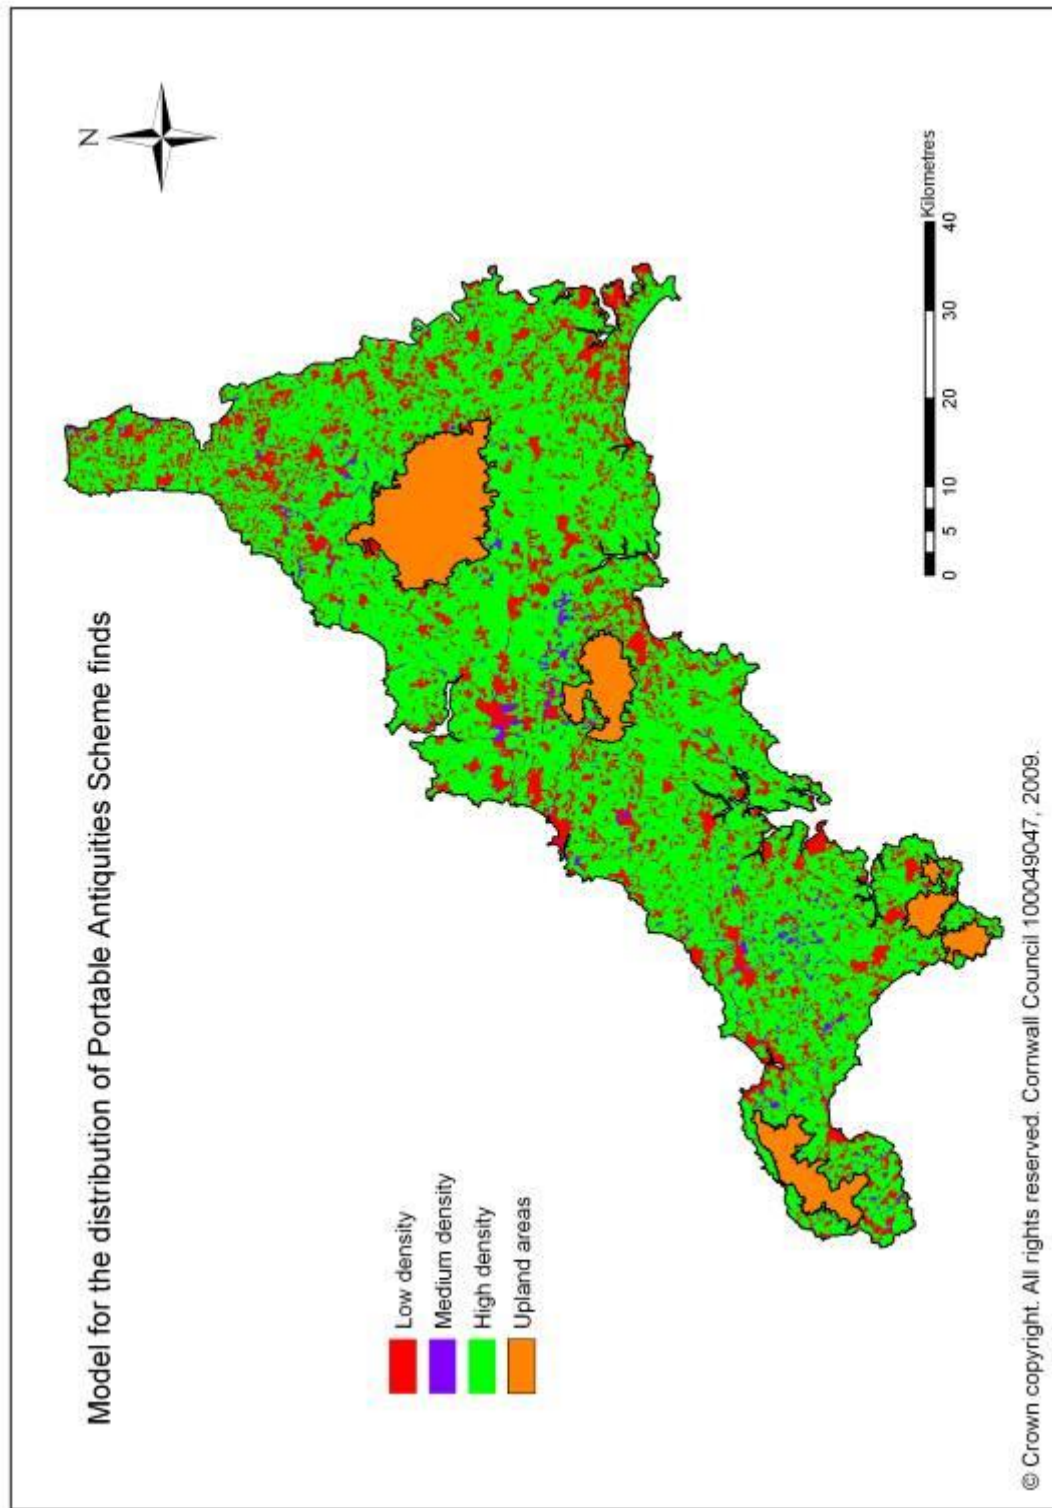 Model for the distribution of Portable Antiquities Scheme finds
N
Low density
Medium density
High density
Upland areas
Kilometres
0 5 10 20 30 40
© Crown copyright. All rights reserved. Cornwall Council 100049047, 2009.